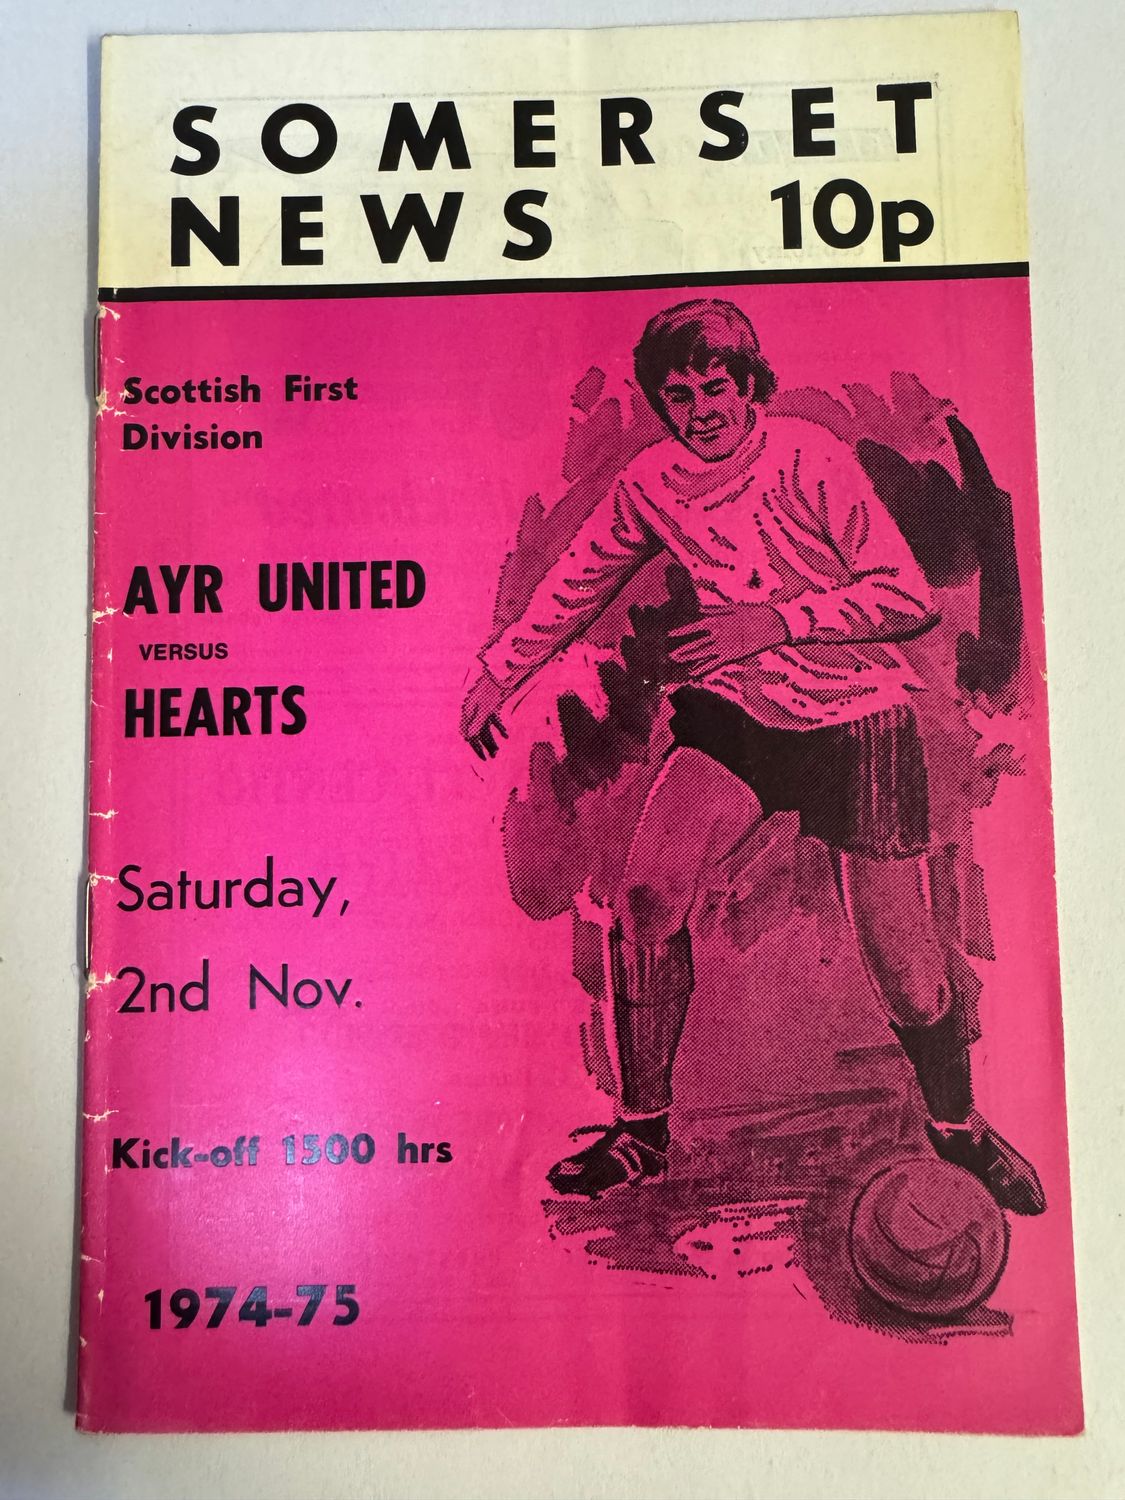 SOMERSET
NEWS 10p
Scottish First
Division
AYR UNITED
VERSUS
HEARTS
Saturday,
2nd Nov.
Kick-off 1500 hrs
1974-75